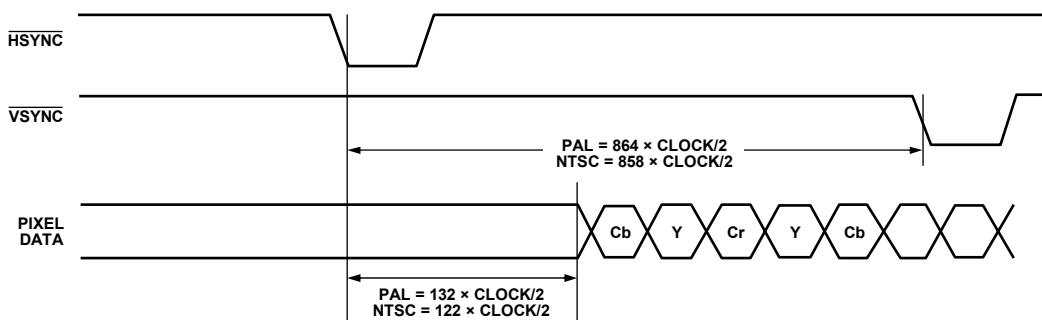 HSYNC
VSYNC
PAL = 864 × CLOCK/2
NTSC = 858 × CLOCK/2
PIXEL
DATA
Cb Y Cr Y Cb
PAL = 132 × CLOCK/2
NTSC = 122 × CLOCK/2